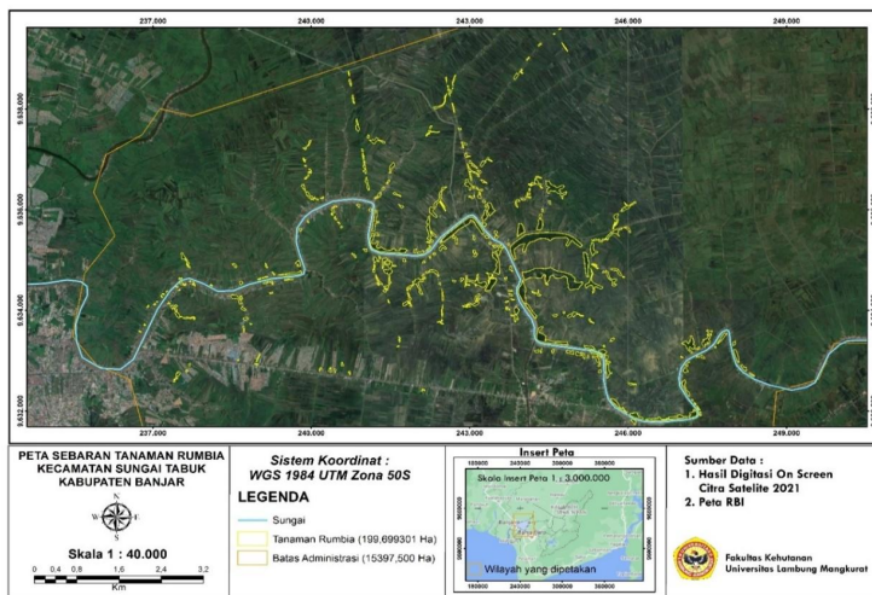 237.000 240.000 243.000 246.000 249.000
9.638.000
9.636.000
9.634.000
9.632.000
237.000 240.000 243.000 246.000 249.000
PETA SEBARAN TANAMAN RUMBIA
KECAMATAN SUNGAI TABUK
KABUPATEN BANJAR
N
W E
S
Skala 1 : 40.000
0 0,4 0,8 1,6 2,4 3,2
Km
Sistem Koordinat :
WGS 1984 UTM Zona 50S
LEGENDA
Sungai
Tanaman Rumbia (199,699301 Ha)
Batas Administrasi (15397,500 Ha)
Insert Peta
Skala Insert Peta 1 : 3.000.000
Wilayah yang dipetakan
Sumber Data :
1. Hasil Digitasi On Screen
Citra Satelite 2021
2. Peta RBI
Fakultas Kehutanan
Universitas Lambung Mangkurat